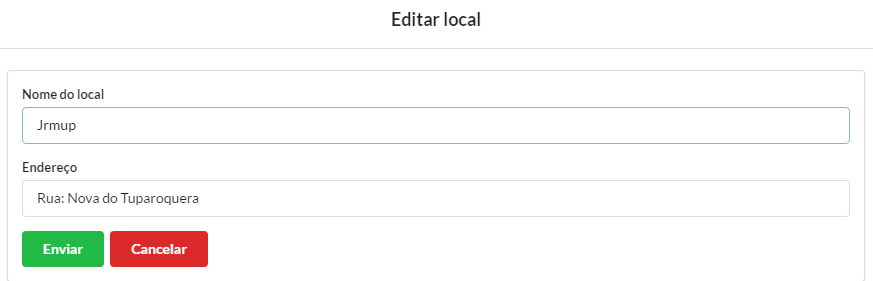 Editar local
Nome do local
Jrmup
Endereço
Rua: Nova do Tuparoquera
Enviar Cancelar